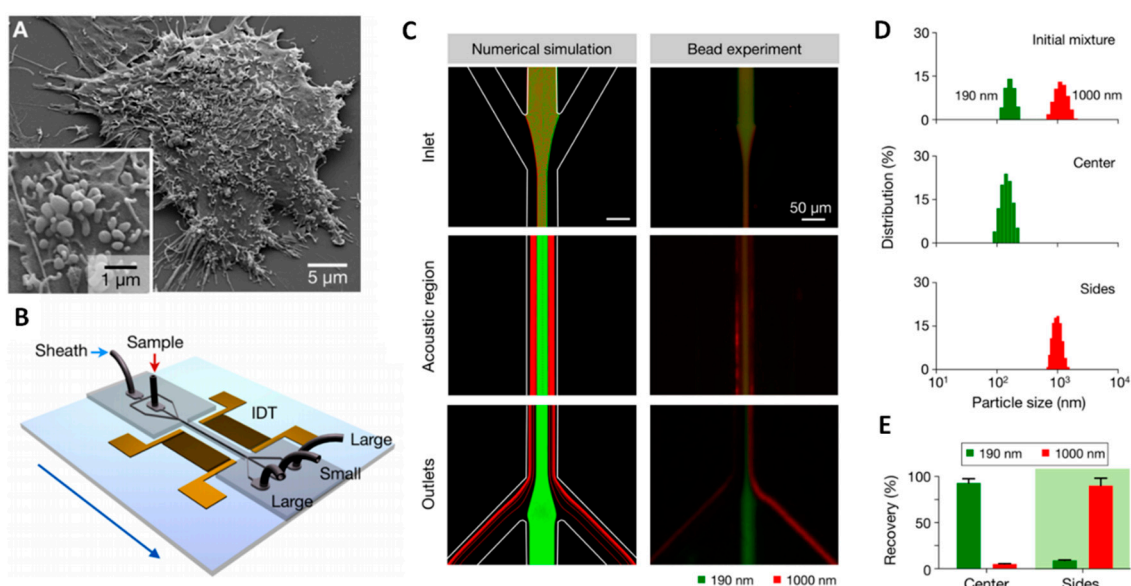 A
1 µm
5 µm
B
Sheath
Sample
IDT
Large
Small
Large
C
Numerical simulation
Bead experiment
Inlet
50 µm
Acoustic region
Outlets
190 nm
1000 nm
D
Distribution (%)
30
Initial mixture
15
190 nm
1000 nm
0
30
Center
15
0
30
Sides
15
0
10¹
10²
10³
10⁴
Particle size (nm)
E
190 nm
1000 nm
Recovery (%)
100
50
0
Center
Sides